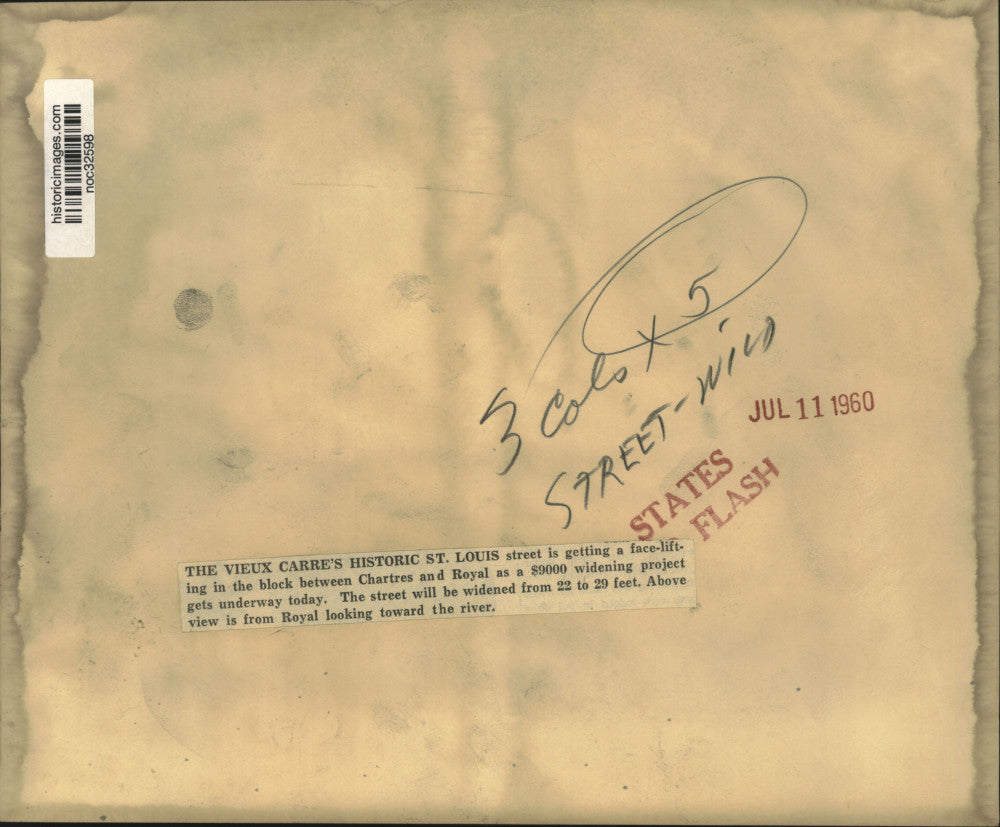 historicimages.com
noc32598
3 Cols X 5
STREET-WID
JUL 11 1960
STATES
FLASH
THE VIEUX CARRE'S HISTORIC ST. LOUIS street is getting a face-lift-
ing in the block between Chartres and Royal as a $9000 widening project
gets underway today. The street will be widened from 22 to 29 feet. Above
view is from Royal looking toward the river.